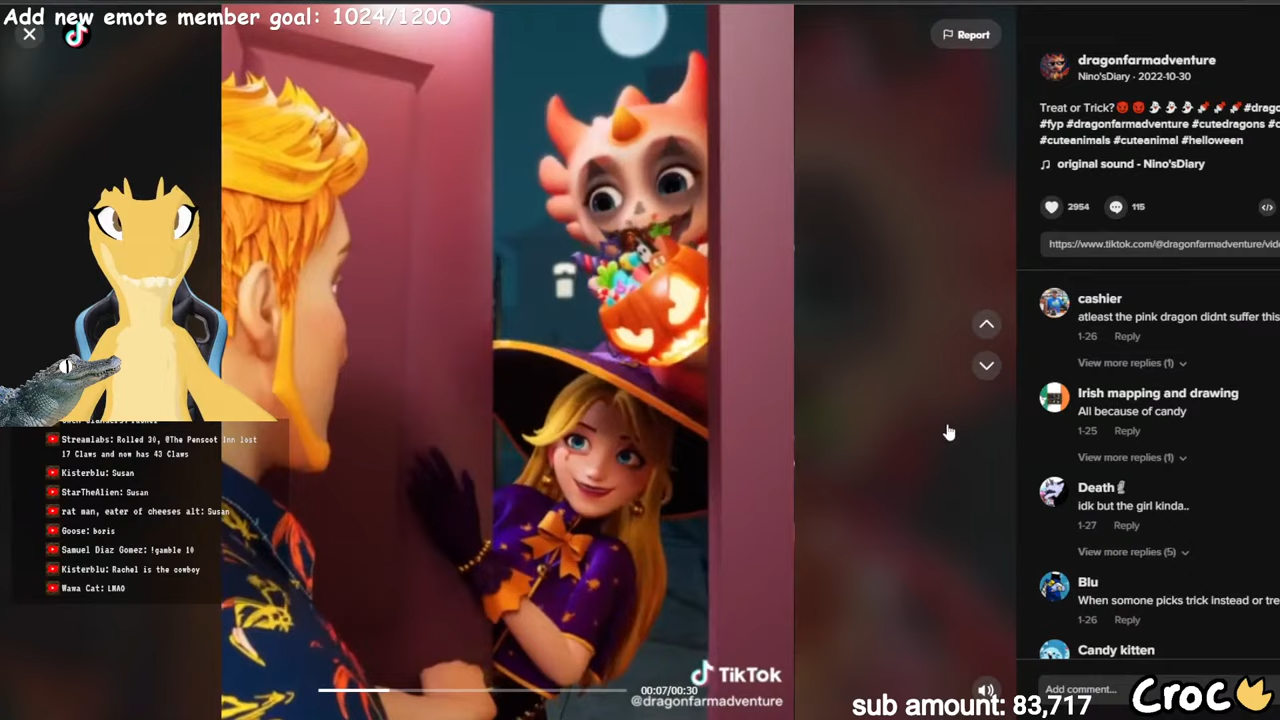 Add new emote member goal: 1024/1200
Report
dragonfarmadventure
Nino'sDiary · 2022-10-30
Treat or Trick? #drago
#fyp #dragonfarmadventure #cutedragons #c
#cuteanimals #cuteanimal #helloween
original sound - Nino'sDiary
2954
115
https://www.tiktok.com/@dragonfarmadventure/vide
cashier
atleast the pink dragon didnt suffer this
1-26 Reply
View more replies (1)
Irish mapping and drawing
All because of candy
1-25 Reply
View more replies (1)
Death
idk but the girl kinda..
1-27 Reply
View more replies (5)
Blu
When somone picks trick instead or tre
1-26 Reply
Candy kitten
Add comment...
Streamlabs: Rolled 30, @The Penscot Inn lost
17 Claws and now has 43 Claws
Kisterblu: Susan
StarTheAlien: Susan
rat man, eater of cheeses alt: Susan
Goose: boris
Samuel Diaz Gomez: !gamble 10
Kisterblu: Rachel is the cowboy
Wawa Cat: LMAO
TikTok
00:07/00:30
@dragonfarmadventure
sub amount: 83,717
Croc